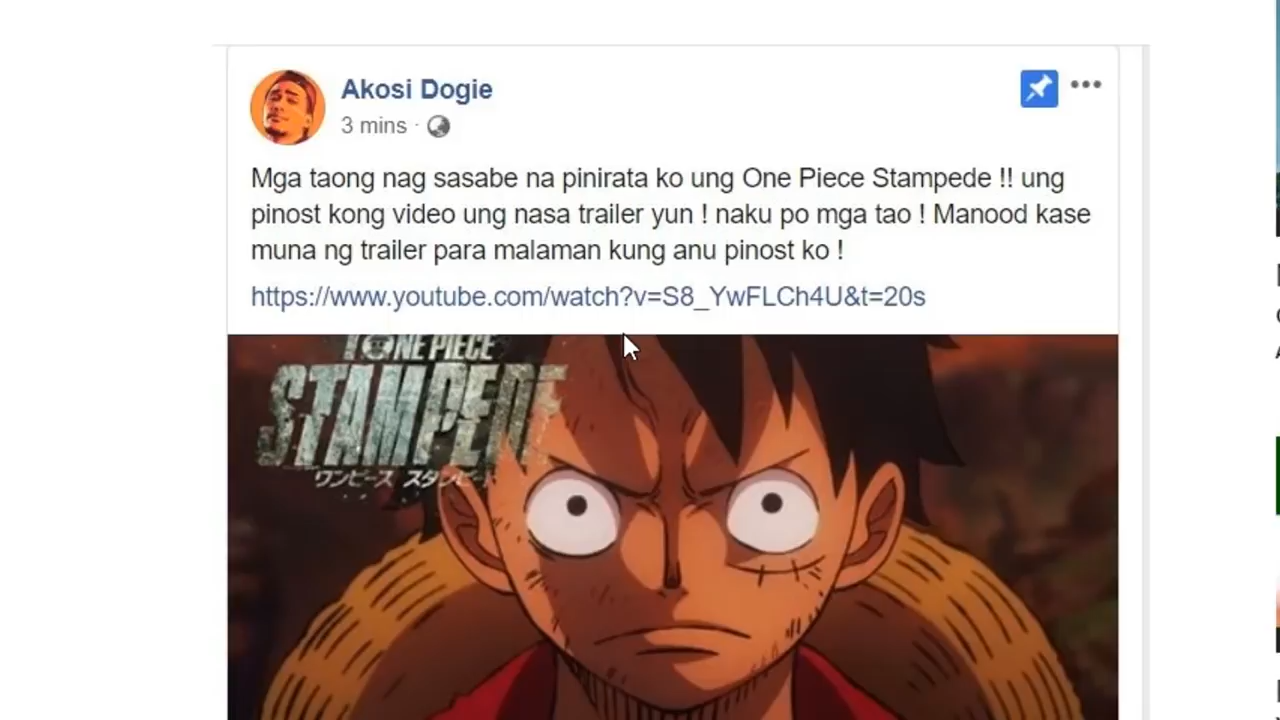 Akosi Dogie
3 mins ·
Mga taong nag sasabe na pinirata ko ung One Piece Stampede !! ung
pinost kong video ung nasa trailer yun ! naku po mga tao ! Manood kase
muna ng trailer para malaman kung anu pinost ko !
https://www.youtube.com/watch?v=S8_YwFLCh4U&t=20s
ONE PIECE
STAMPEDE
ワンピース スタンピード